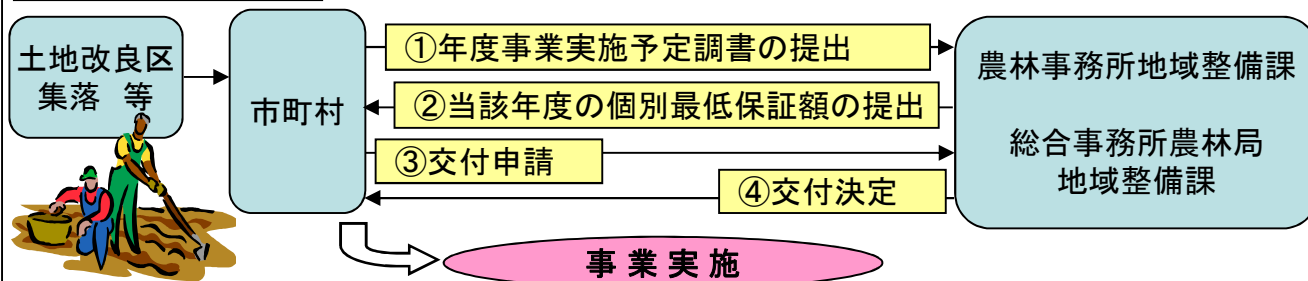 土地改良区
集落 等
市町村
①年度事業実施予定調書の提出
②当該年度の個別最低保証額の提出
③交付申請
④交付決定
農林事務所地域整備課
総合事務所農林局
地域整備課
事業実施